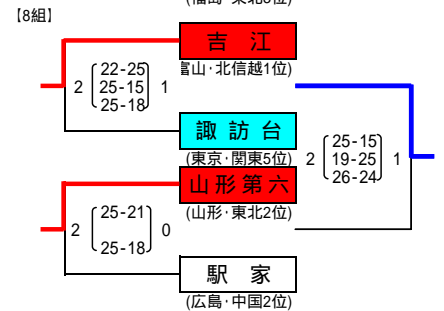 【8組】
吉江
富山・北信越1位)
2 22-25 1
25-15
25-18
諏訪台
(東京・関東5位)
2 25-15 1
19-25
26-24
山形第六
(山形・東北2位)
2 25-21 0
25-18
駅家
(広島・中国2位)